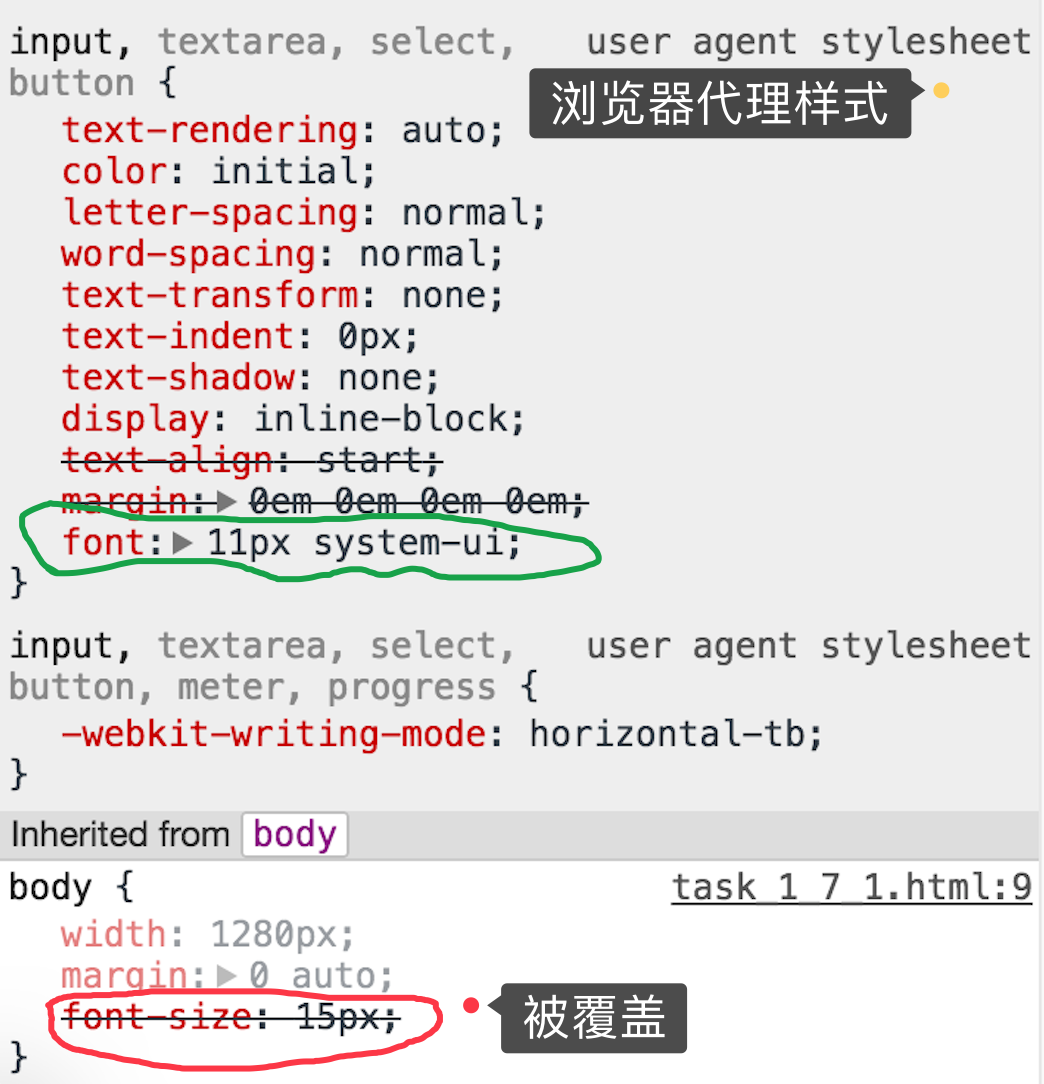 input, textarea, select, user agent stylesheet
button {
浏览器代理样式
text-rendering: auto;
color: initial;
letter-spacing: normal;
word-spacing: normal;
text-transform: none;
text-indent: 0px;
text-shadow: none;
display: inline-block;
text-align: start;
margin:▶ 0em 0em 0em 0em;
font:▶ 11px system-ui;
}
input, textarea, select, user agent stylesheet
button, meter, progress {
-webkit-writing-mode: horizontal-tb;
}
Inherited from body
body { task_1_7_1.html:9
width: 1280px;
margin:▶ 0 auto;
font-size: 15px;
被覆盖
}